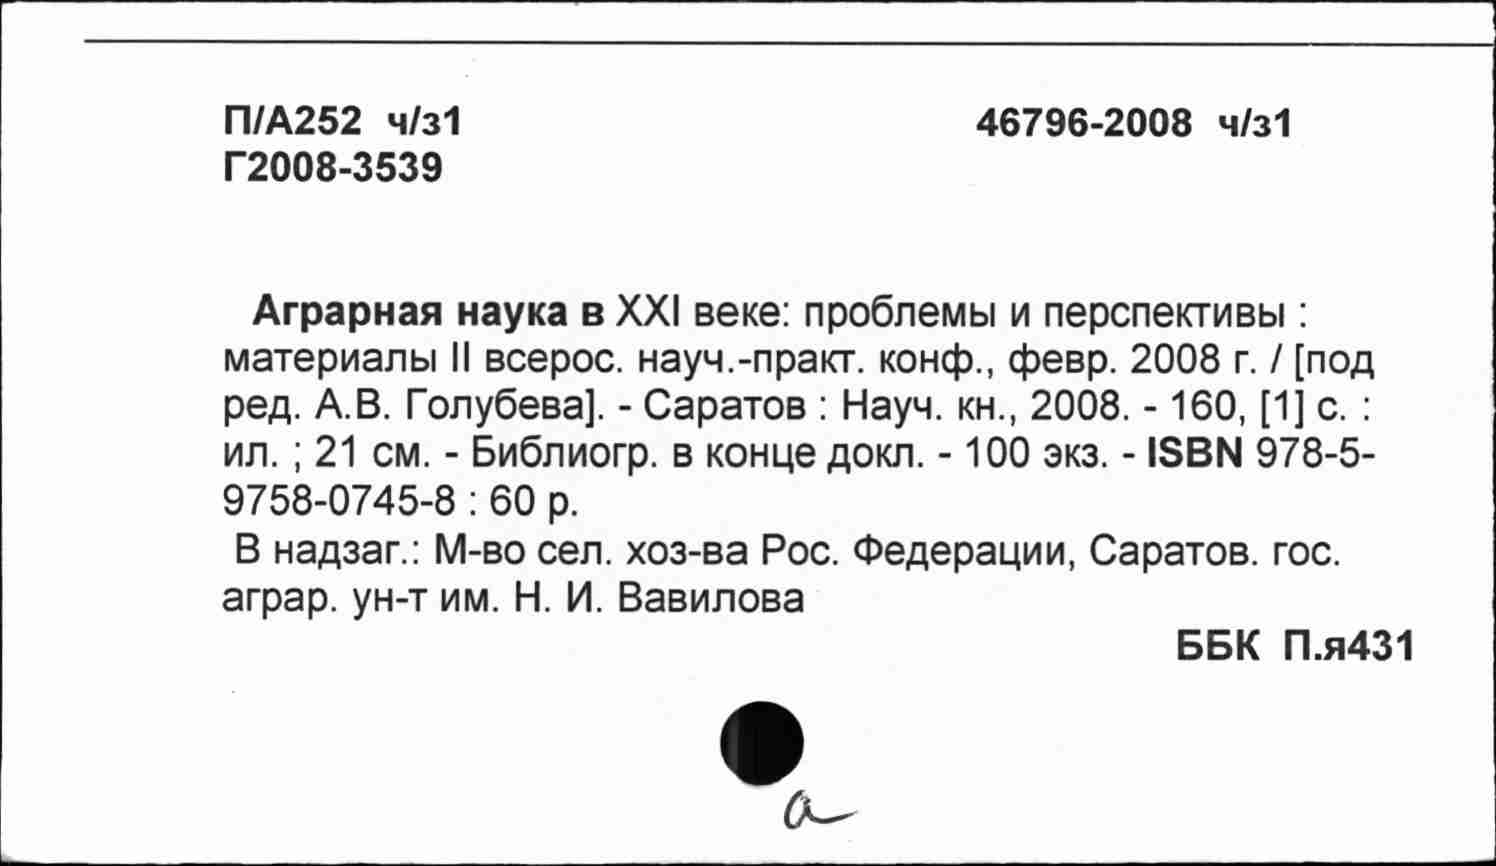 П/А252 ч/з1 46796-2008 ч/з1
Г2008-3539
Аграрная наука в XXI веке: проблемы и перспективы :
материалы II всерос. науч.-практ. конф., февр. 2008 г. / [под
ред. А.В. Голубева]. - Саратов : Науч. кн., 2008. - 160, [1] с. :
ил. ; 21 см. - Библиогр. в конце докл. - 100 экз. - ISBN 978-5-
9758-0745-8 : 60 р.
В надзаг.: М-во сел. хоз-ва Рос. Федерации, Саратов. гос.
аграр. ун-т им. Н. И. Вавилова
ББК П.я431
а